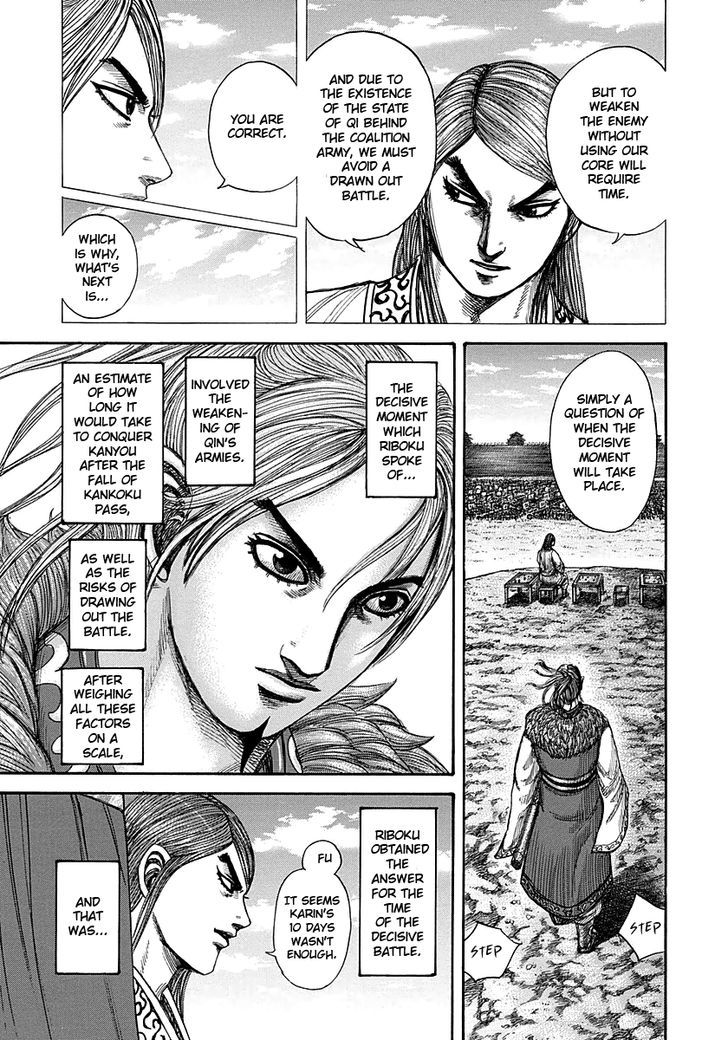 BUT TO
WEAKEN
THE ENEMY
WITHOUT
USING OUR
CORE WILL
REQUIRE
TIME.
AND DUE TO
THE EXISTENCE
OF THE STATE
OF QI BEHIND
THE COALITION
ARMY, WE MUST
AVOID A
DRAWN OUT
BATTLE.
YOU ARE
CORRECT.
WHICH
IS WHY,
WHAT'S
NEXT
IS...
SIMPLY A
QUESTION OF
WHEN THE
DECISIVE
MOMENT
WILL TAKE
PLACE.
STEP
STEP
THE
DECISIVE
MOMENT
WHICH
RIBOKU
SPOKE
OF...
INVOLVED
THE
WEAKEN-
ING OF
QIN'S
ARMIES.
AN ESTIMATE
OF HOW
LONG IT
WOULD TAKE
TO CONQUER
KANYOU
AFTER THE
FALL OF
KANKOKU
PASS,
AS WELL
AS THE
RISKS OF
DRAWING
OUT THE
BATTLE.
AFTER
WEIGHING
ALL THESE
FACTORS
ON A
SCALE,
RIBOKU
OBTAINED
THE
ANSWER
FOR THE
TIME
OF THE
DECISIVE
BATTLE.
FU
IT SEEMS
KARIN'S
10 DAYS
WASN'T
ENOUGH.
AND
THAT
WAS...